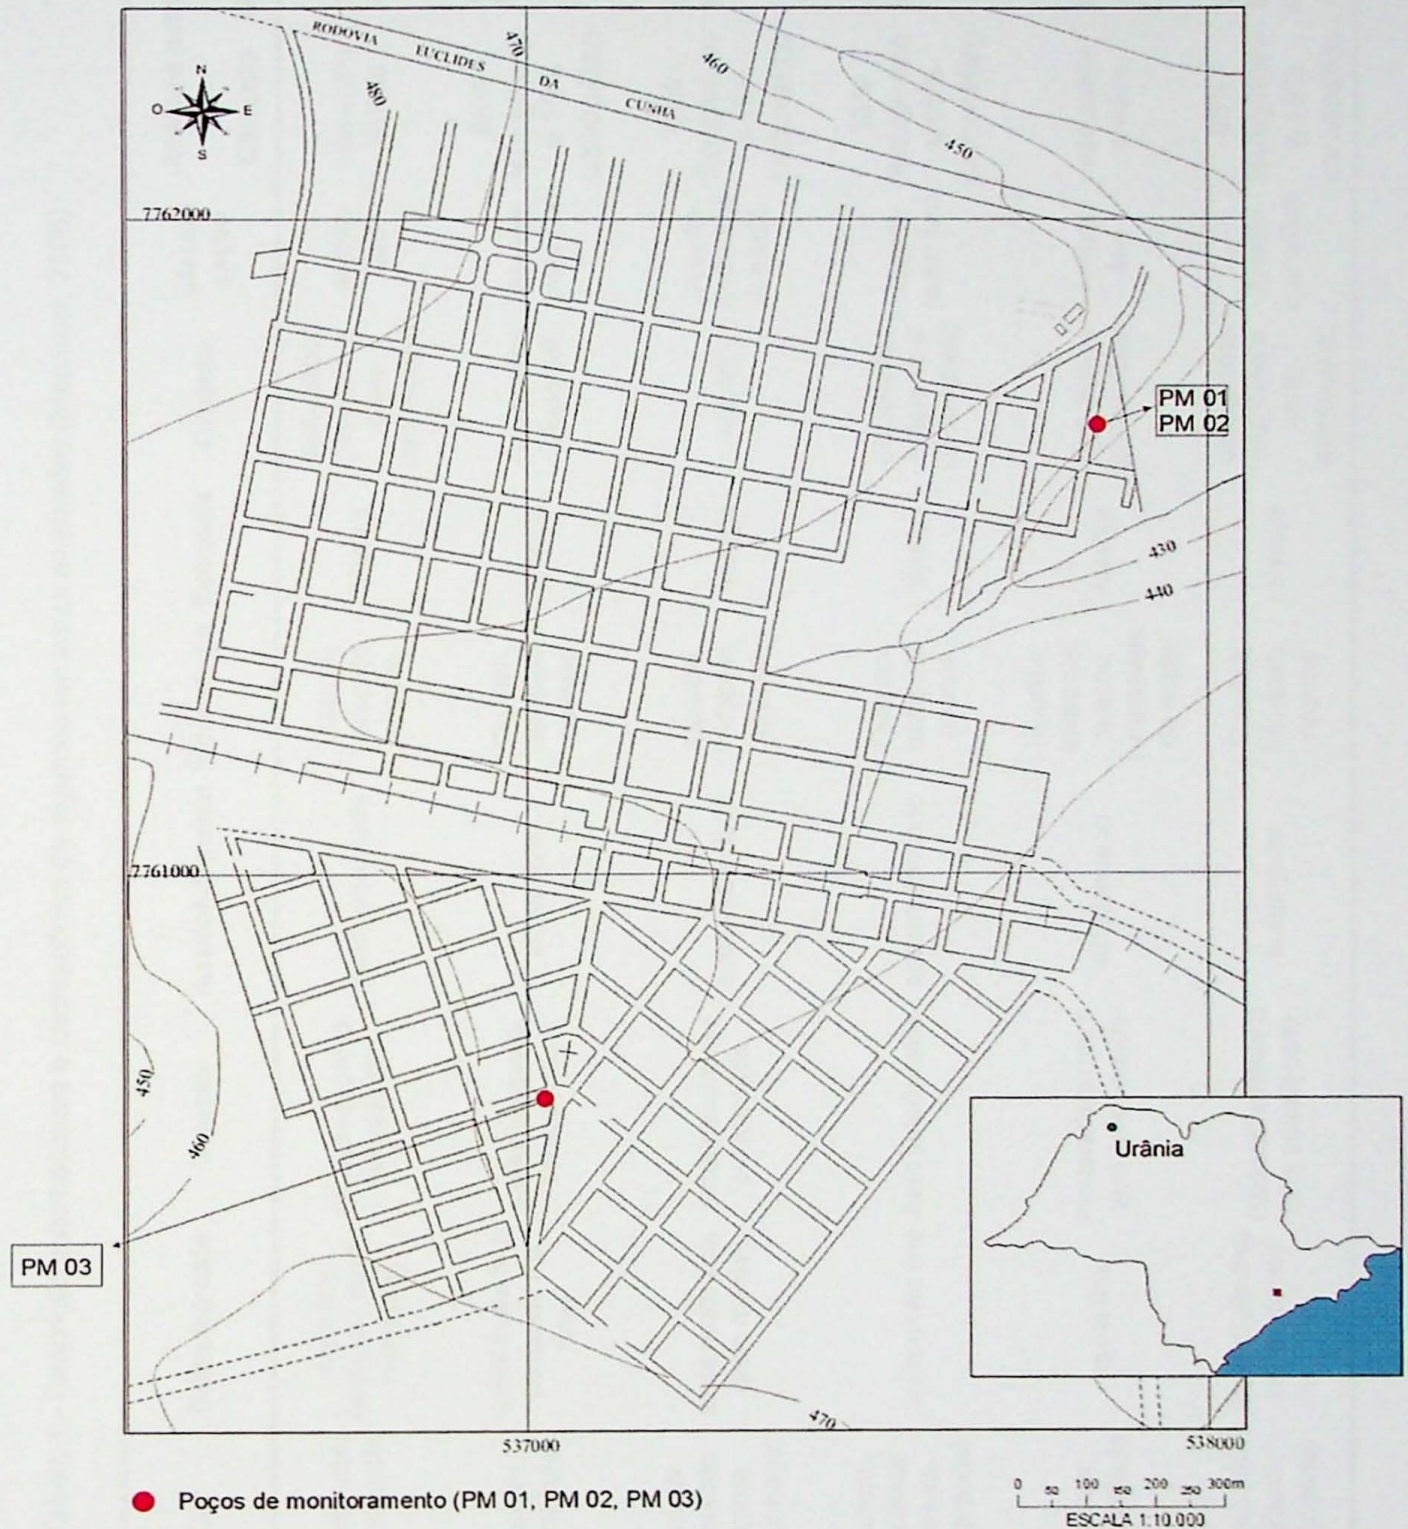 RODOVIA EUCLIDES DA CUNHA
470
460
480
450
N
O E
S
7762000
PM 01
PM 02
430
440
7761000
450
460
Urânia
PM 03
470
537000
538000
Poços de monitoramento (PM 01, PM 02, PM 03)
0 50 100 150 200 250 300m
ESCALA 1:10.000